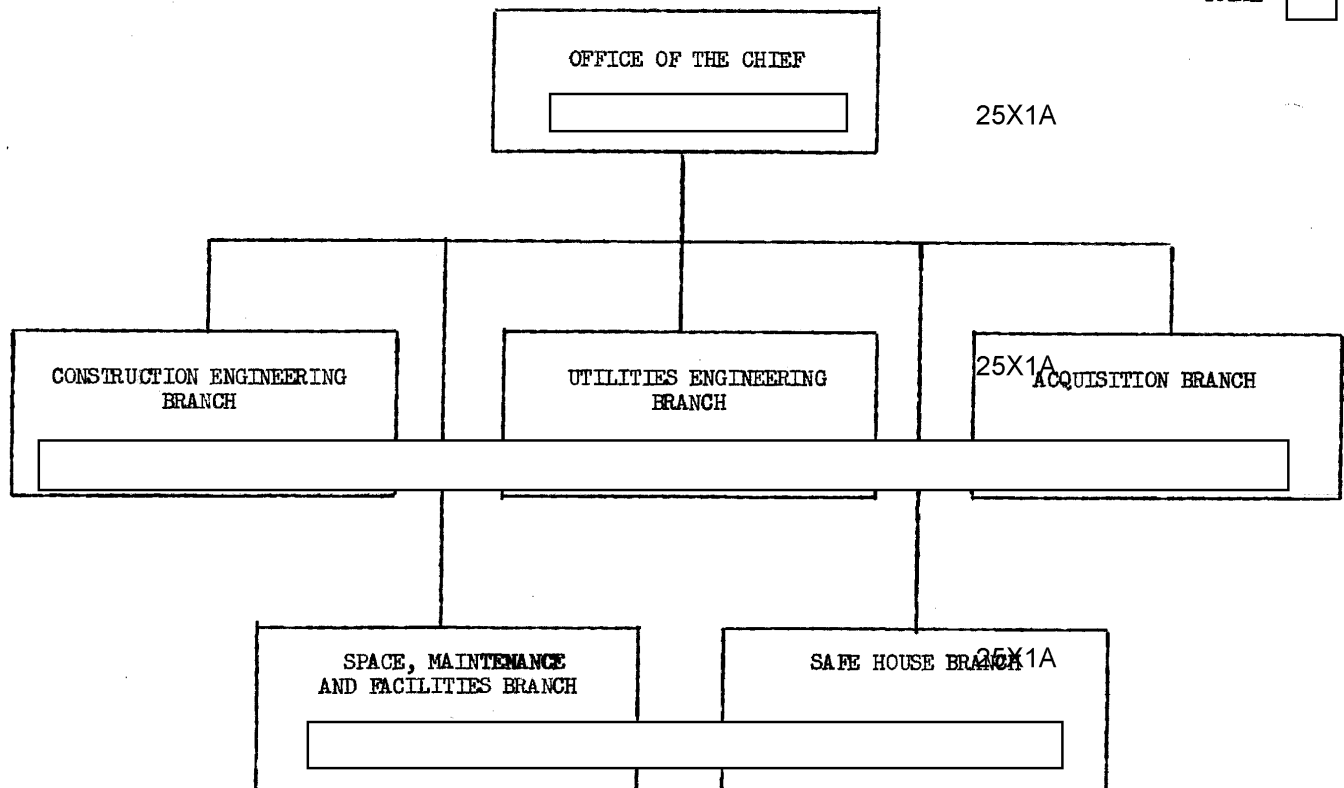 OFFICE OF THE CHIEF
25X1A
CONSTRUCTION ENGINEERING
BRANCH
UTILITIES ENGINEERING
BRANCH
25X1A
ACQUISITION BRANCH
SPACE, MAINTENANCE
AND FACILITIES BRANCH
SAFE HOUSE BRANCH
25X1A